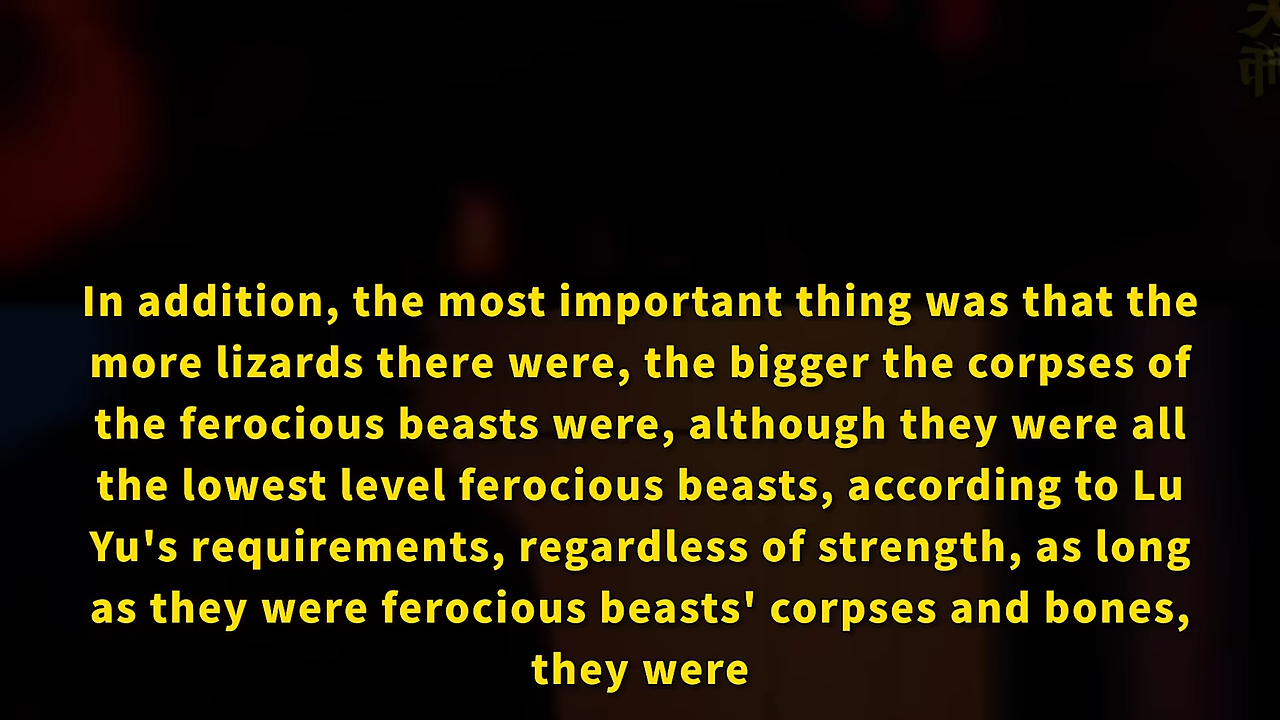 In addition, the most important thing was that the
more lizards there were, the bigger the corpses of
the ferocious beasts were, although they were all
the lowest level ferocious beasts, according to Lu
Yu's requirements, regardless of strength, as long
as they were ferocious beasts' corpses and bones,
they were